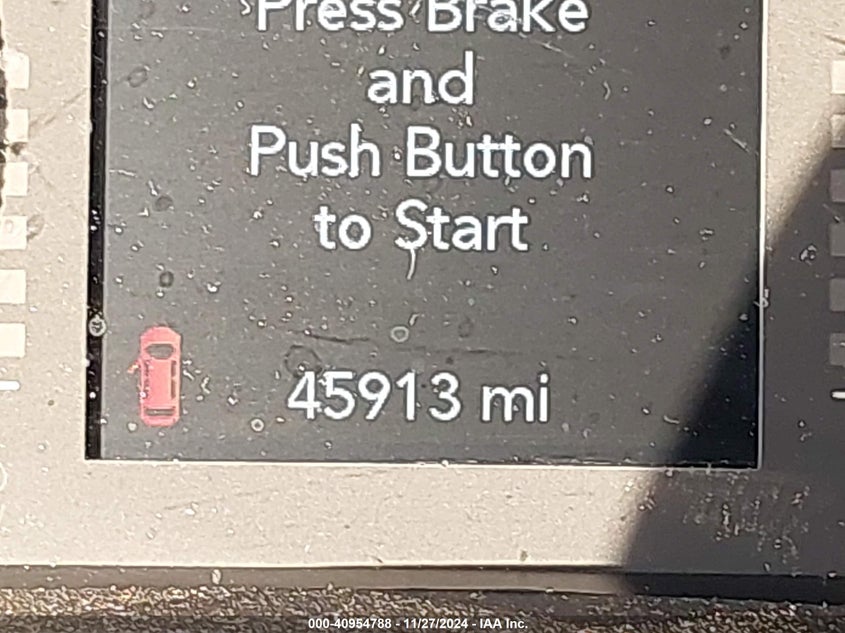 Press Brake
and
Push Button
to Start
45913 mi
000-40954788 - 11/27/2024 - IAA Inc.